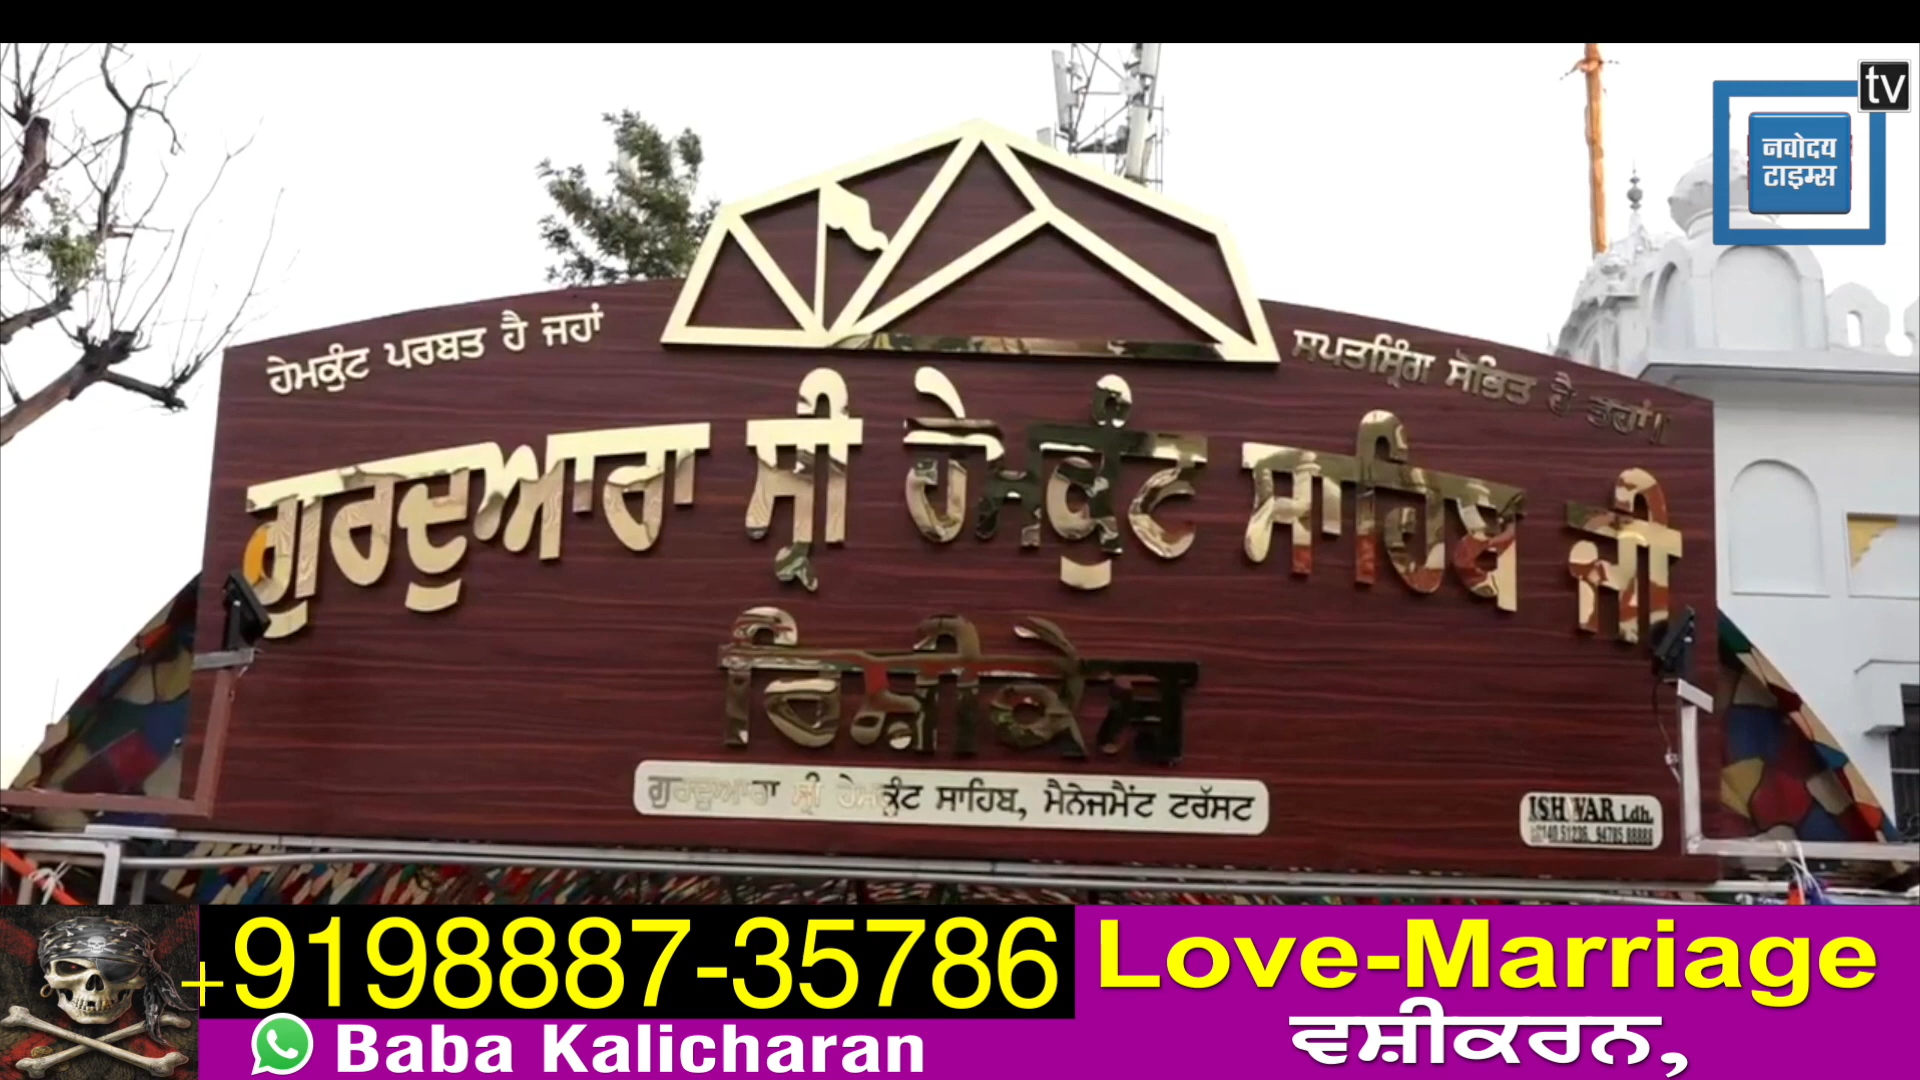 tv
नवोदय
टाइम्स
ਹੇਮਕੁੰਟ ਪਰਬਤ ਹੈ ਜਹਾਂ
ਸਪਤਸ੍ਰਿੰਗ ਸੋਭਿਤ ਹੈ ਤਹਾਂ॥
ਗੁਰਦੁਆਰਾ ਸ੍ਰੀ ਹੇਮਕੁੰਟ ਸਾਹਿਬ ਜੀ
ਰਿਸ਼ੀਕੇਸ਼
ਗੁਰਦੁਆਰਾ ਸ੍ਰੀ ਹੇਮਕੁੰਟ ਸਾਹਿਬ, ਮੈਨੇਜਮੈਂਟ ਟਰੱਸਟ
ISHWAR Ldh.
+9198887-35786
Baba Kalicharan
Love-Marriage
ਵਸ਼ੀਕਰਨ,